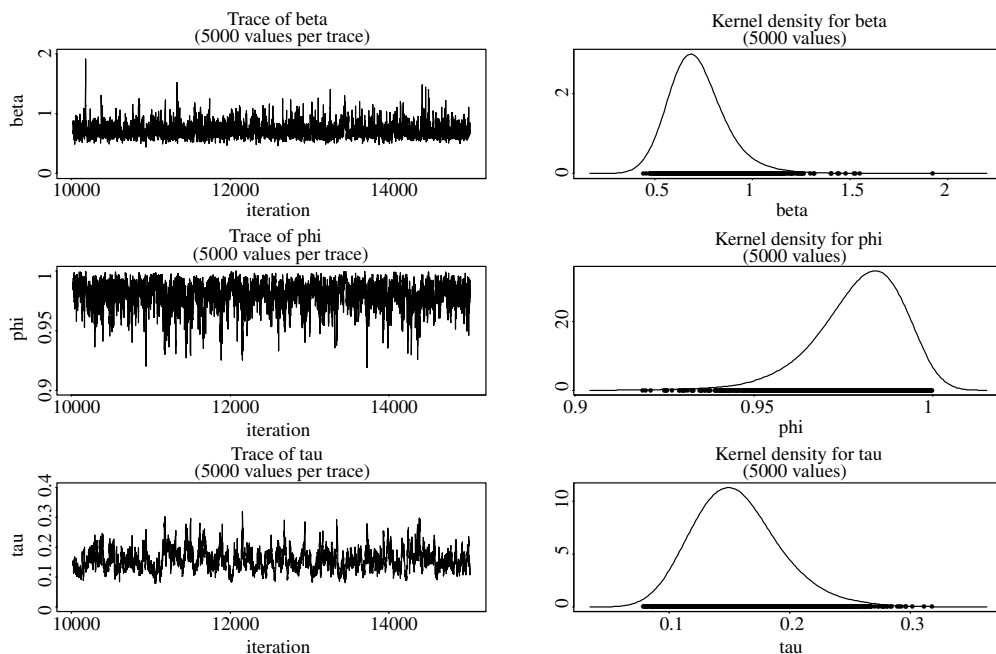 Trace of beta
(5000 values per trace)
2
1
0
beta
10000 12000 14000
iteration
Kernel density for beta
(5000 values)
2
0
0.5 1 1.5 2
beta
Trace of phi
(5000 values per trace)
1
0.95
0.9
phi
10000 12000 14000
iteration
Kernel density for phi
(5000 values)
20
0
0.9 0.95 1
phi
Trace of tau
(5000 values per trace)
0.4
0.3
0.2
0.1
0
tau
10000 12000 14000
iteration
Kernel density for tau
(5000 values)
10
5
0
0.1 0.2 0.3
tau